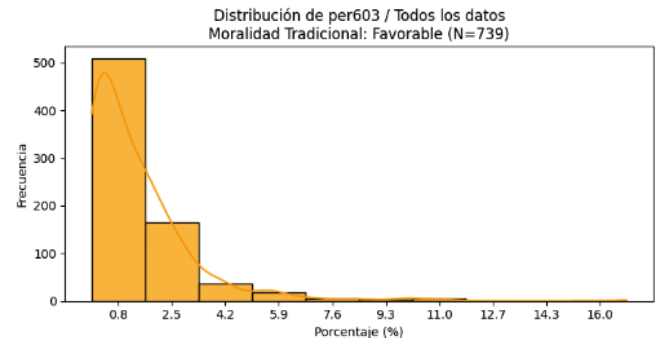 Distribución de per603 / Todos los datos
Moralidad Tradicional: Favorable (N=739)
500
400
300
200
100
0
Frecuencia
0.8 2.5 4.2 5.9 7.6 9.3 11.0 12.7 14.3 16.0
Porcentaje (%)